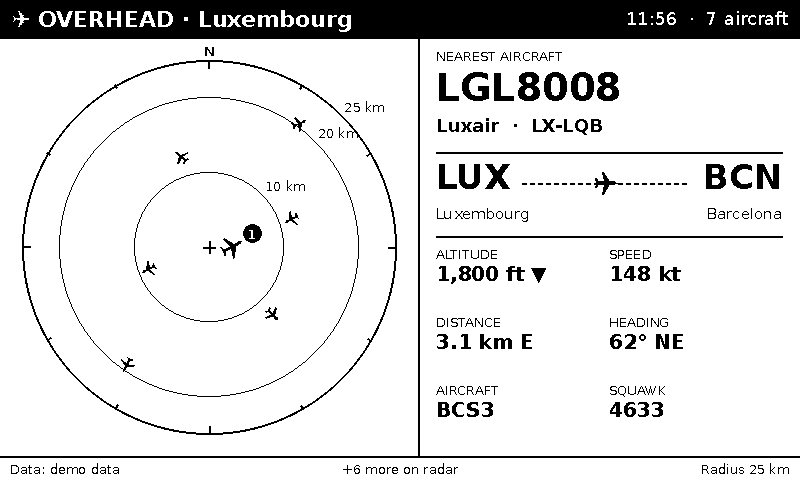 ✈ OVERHEAD · Luxembourg
11:56 · 7 aircraft
N
25 km
20 km
10 km
1
NEAREST AIRCRAFT
LGL8008
Luxair · LX-LQB
LUX BCN
Luxembourg Barcelona
ALTITUDE SPEED
1,800 ft ▼ 148 kt
DISTANCE HEADING
3.1 km E 62° NE
AIRCRAFT SQUAWK
BCS3 4633
Data: demo data
+6 more on radar
Radius 25 km